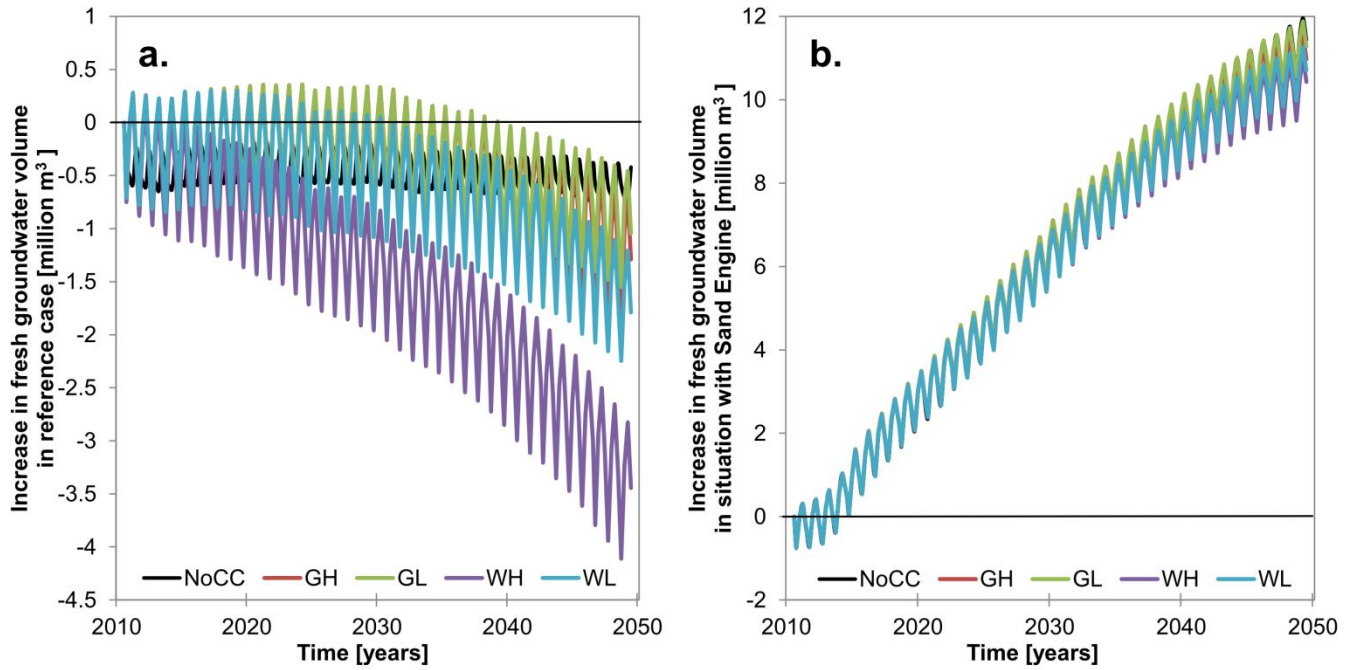 a.
Increase in fresh groundwater volume
in reference case [million m³ ]
1
0.5
0
-0.5
-1
-1.5
-2
-2.5
-3
-3.5
-4
-4.5
NoCC GH GL WH WL
2010 2020 2030 2040 2050
Time [years]
b.
Increase in fresh groundwater volume
in situation with Sand Engine [million m³ ]
12
10
8
6
4
2
0
-2
NoCC GH GL WH WL
2010 2020 2030 2040 2050
Time [years]